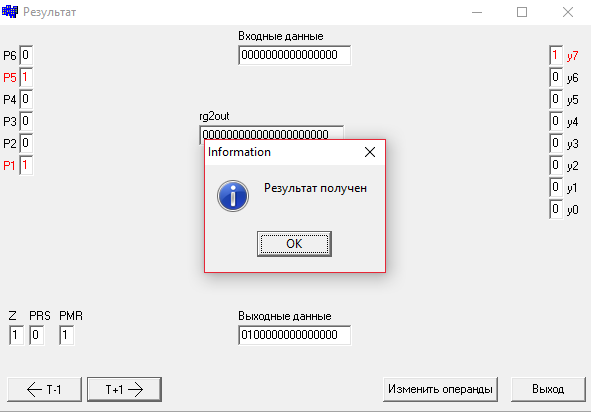 Результат
Входные данные
0000000000000000
P6 0
P5 1
P4 0
P3 0
P2 0
P1 1
1 y7
0 y6
0 y5
0 y4
0 y3
0 y2
0 y1
0 y0
rg2out
Information
Результат получен
OK
Z PRS PMR
1 0 1
Выходные данные
0100000000000000
T-1
T+1
Изменить операнды
Выход